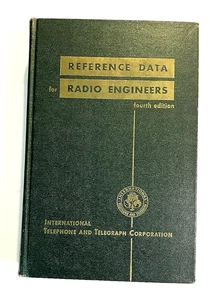 REFERENCE DATA
for RADIO ENGINEERS
fourth edition
INTERNATIONAL
TELEPHONE AND TELEGRAPH CORPORATION